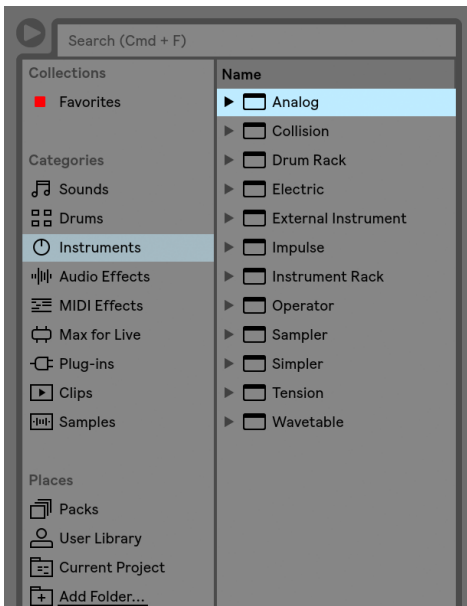 Search (Cmd + F)
Collections
Favorites
Categories
Sounds
Drums
Instruments
Audio Effects
MIDI Effects
Max for Live
Plug-ins
Clips
Samples
Places
Packs
User Library
Current Project
Add Folder...
Name
Analog
Collision
Drum Rack
Electric
External Instrument
Impulse
Instrument Rack
Operator
Sampler
Simpler
Tension
Wavetable